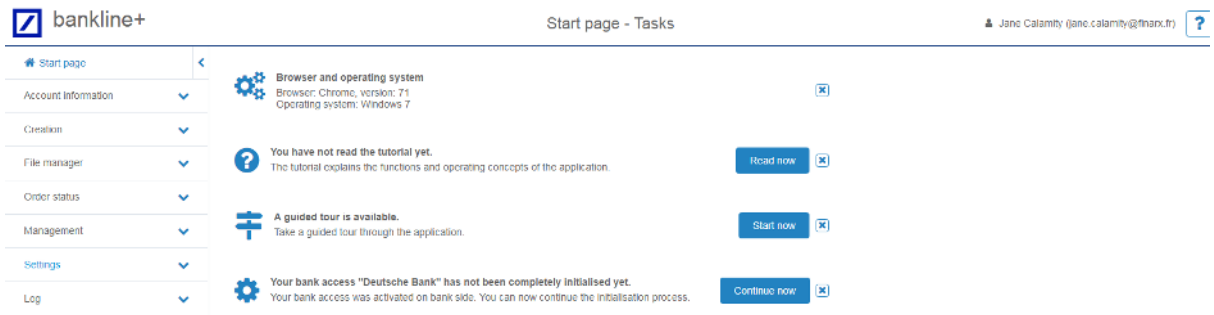 bankline+
Start page - Tasks
Jane Calamity (jane.calamity@finarx.fr)
?
Start page
Account information
Creation
File manager
Order status
Management
Settings
Log
Browser and operating system
Browser: Chrome, version: 71
Operating system: Windows 7
You have not read the tutorial yet.
The tutorial explains the functions and operating concepts of the application.
Read now
A guided tour is available.
Take a guided tour through the application.
Start now
Your bank access "Deutsche Bank" has not been completely initialised yet.
Your bank access was activated on bank side. You can now continue the initialisation process.
Continue now